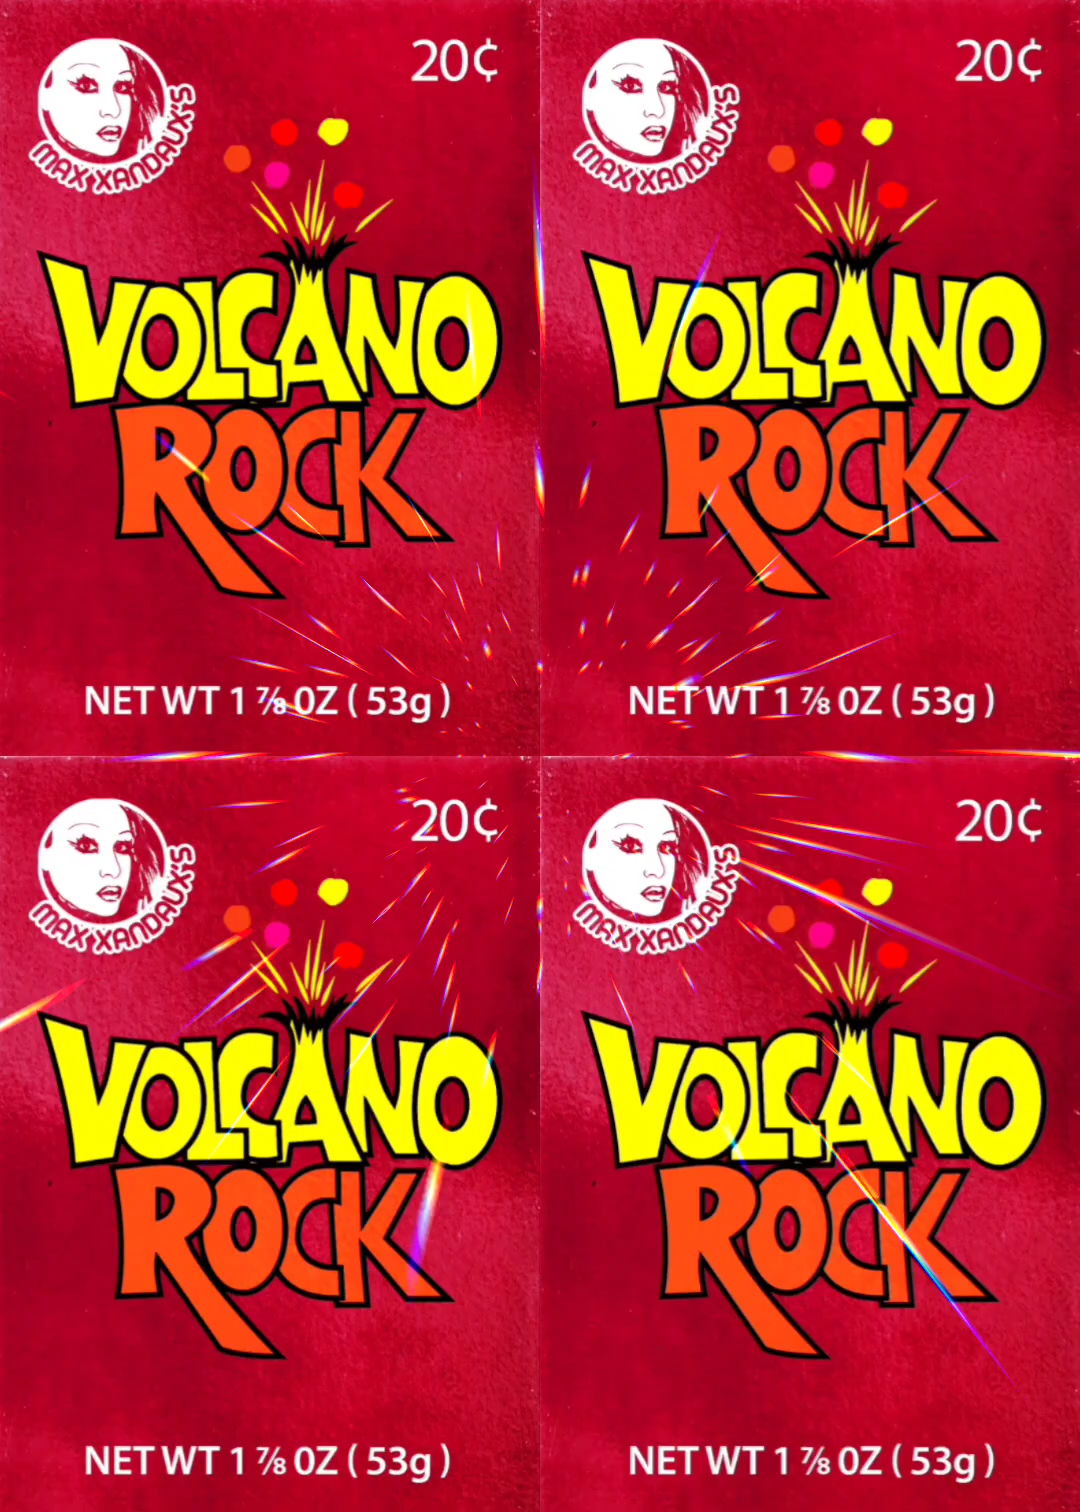 20¢
MAX XANDAUX'S
VOLCANO
ROCK
NET WT 1 ⅞ OZ ( 53g )
20¢
MAX XANDAUX'S
VOLCANO
ROCK
NET WT 1 ⅞ OZ ( 53g )
20¢
MAX XANDAUX'S
VOLCANO
ROCK
NET WT 1 ⅞ OZ ( 53g )
20¢
MAX XANDAUX'S
VOLCANO
ROCK
NET WT 1 ⅞ OZ ( 53g )